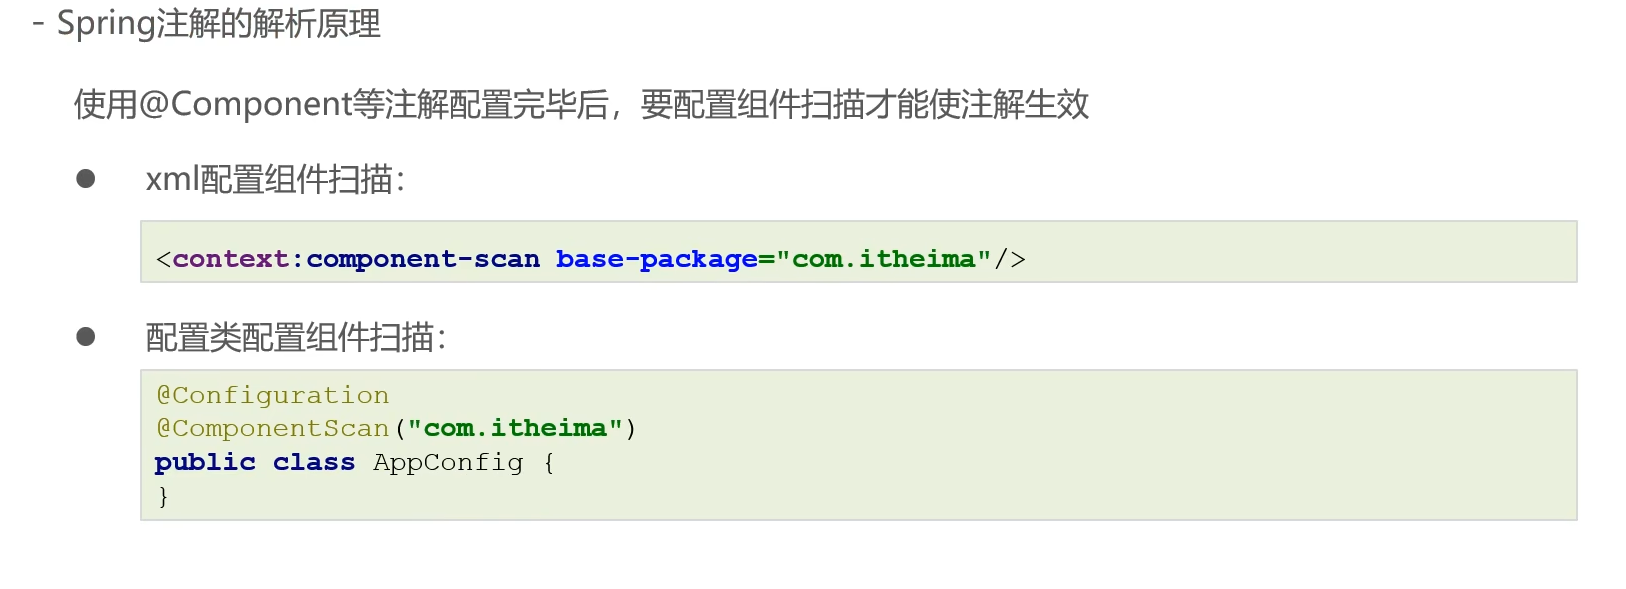 - Spring注解的解析原理
使用@Component等注解配置完毕后，要配置组件扫描才能使注解生效
● xml配置组件扫描：
<context:component-scan base-package="com.itheima"/>
● 配置类配置组件扫描：
@Configuration
@ComponentScan("com.itheima")
public class AppConfig {
}